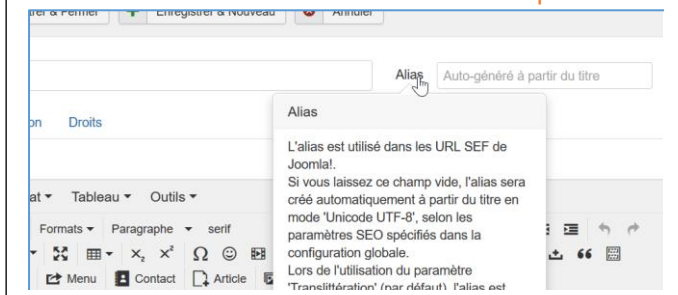 Enregistrer & Nouveau Annuler
Alias Auto-généré à partir du titre
Alias
Droits
L'alias est utilisé dans les URL SEF de
Joomla!.
Si vous laissez ce champ vide, l'alias sera
at Tableau Outils
créé automatiquement à partir du titre en
Formats Paragraphe serif
mode 'Unicode UTF-8', selon les
paramètres SEO spécifiés dans la
configuration globale.
Menu Contact Article
Lors de l'utilisation du paramètre
'Translittération' (par défaut), l'alias est